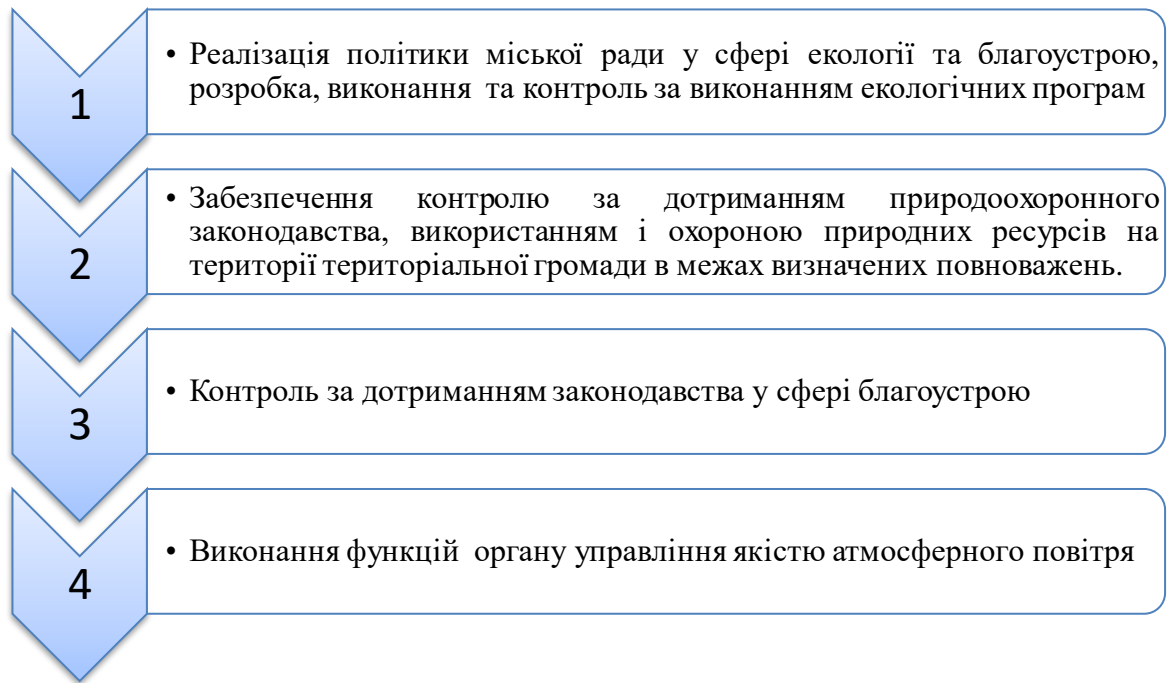 1
• Реалізація політики міської ради у сфері екології та благоустрою,
розробка, виконання та контроль за виконанням екологічних програм
2
• Забезпечення контролю за дотриманням природоохоронного
законодавства, використанням і охороною природних ресурсів на
території територіальної громади в межах визначених повноважень.
3
• Контроль за дотриманням законодавства у сфері благоустрою
4
• Виконання функцій органу управління якістю атмосферного повітря